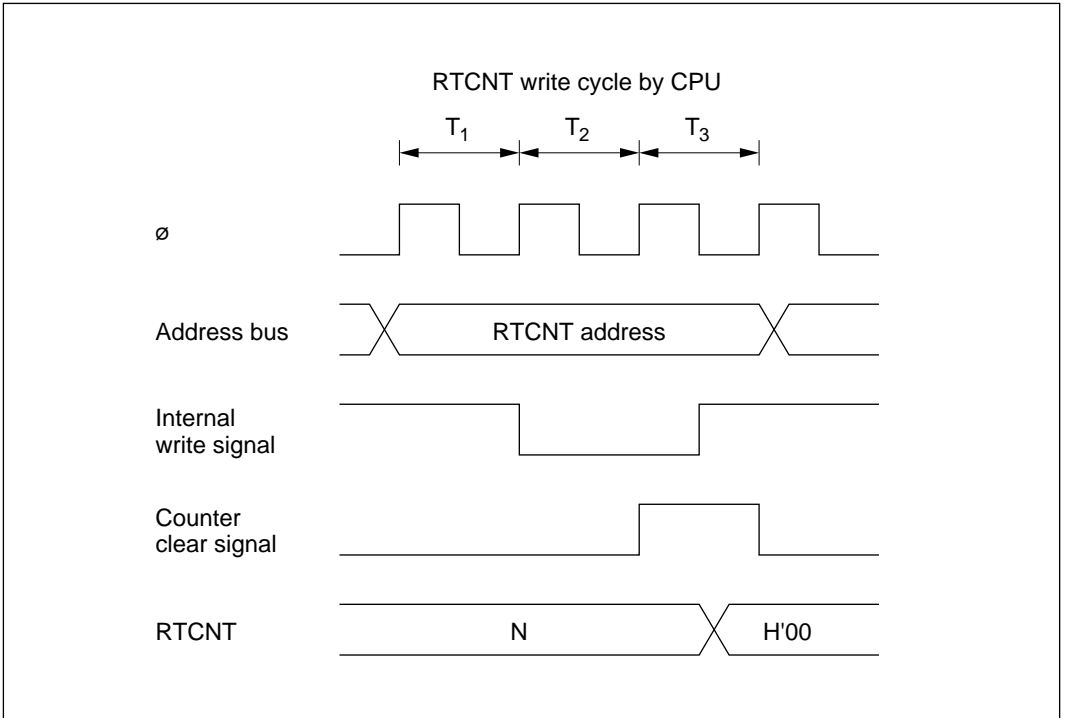 RTCNT write cycle by CPU
T1 T2 T3
ø
Address bus RTCNT address
Internal
write signal
Counter
clear signal
RTCNT N H'00